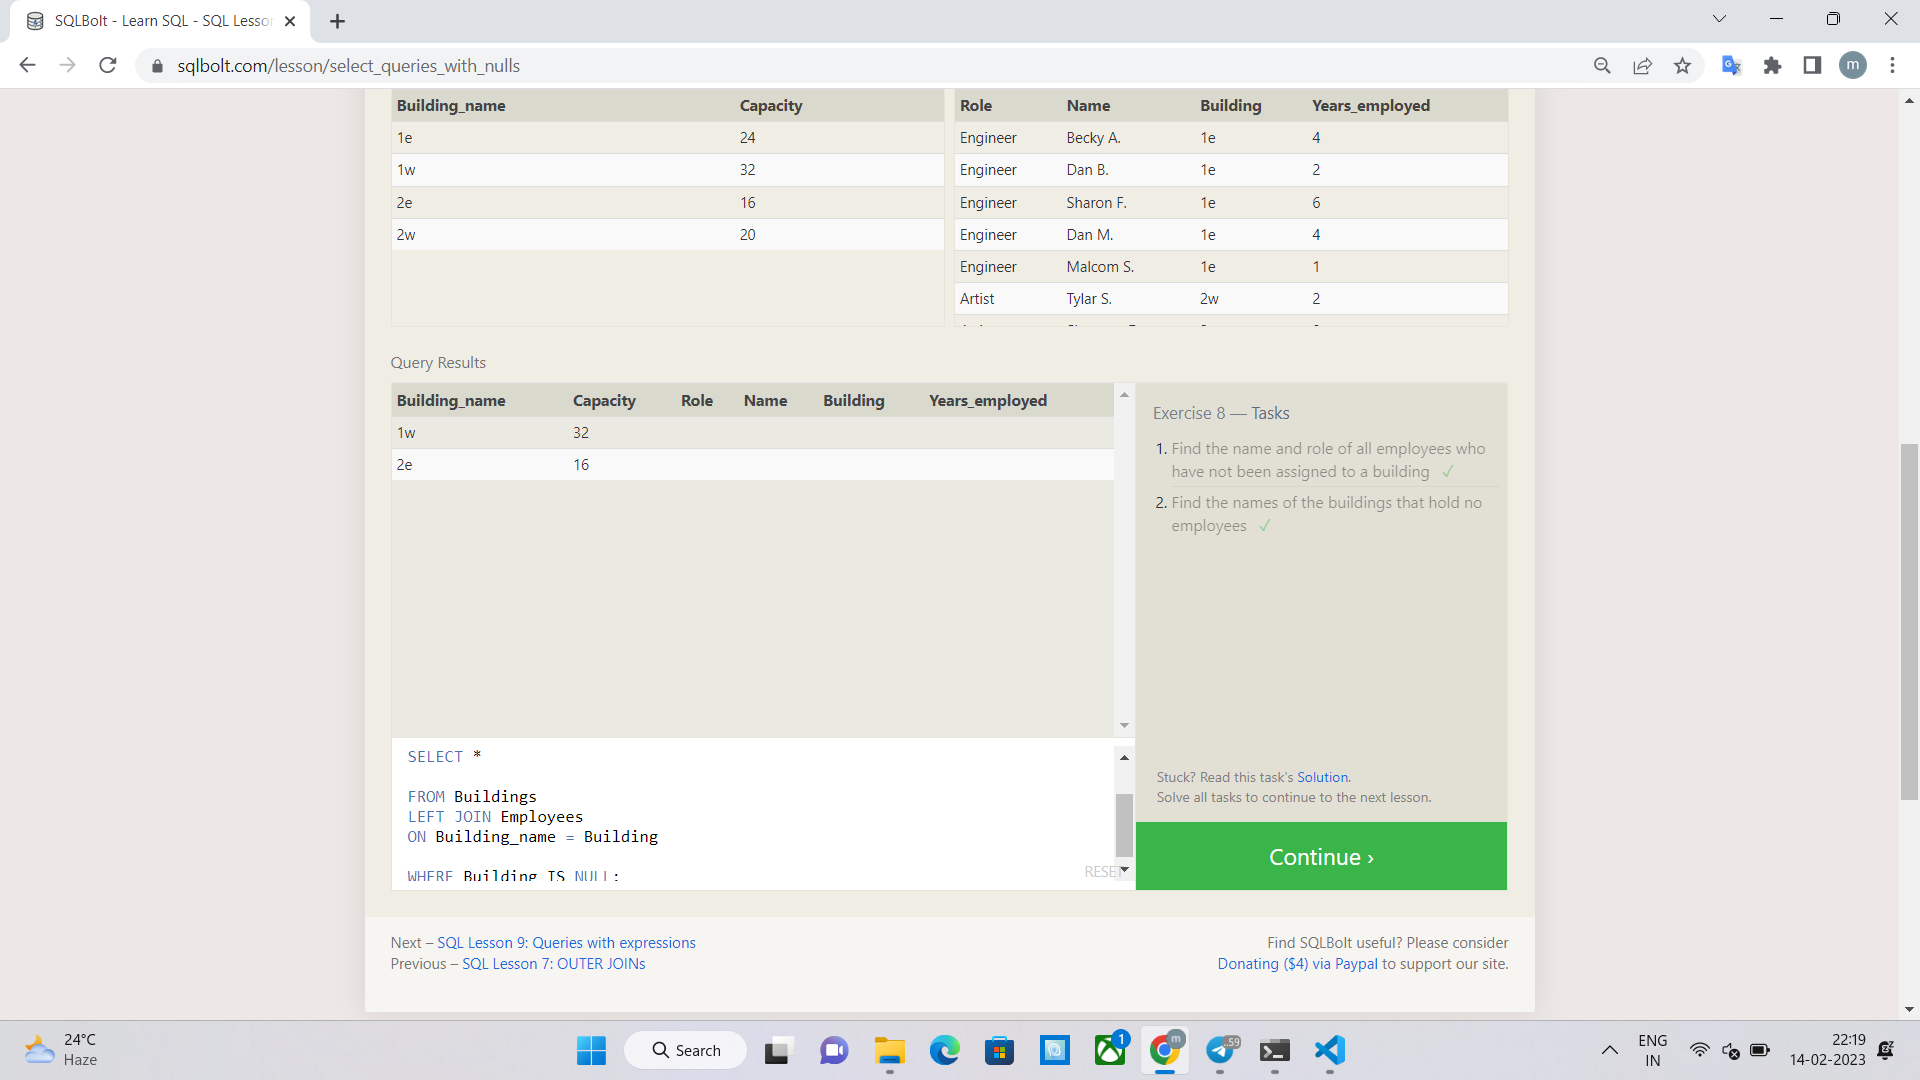 SQLBolt - Learn SQL - SQL Lesso
sqlbolt.com/lesson/select_queries_with_nulls
m
Building_name Capacity
1e 24
1w 32
2e 16
2w 20
Role Name Building Years_employed
Engineer Becky A. 1e 4
Engineer Dan B. 1e 2
Engineer Sharon F. 1e 6
Engineer Dan M. 1e 4
Engineer Malcom S. 1e 1
Artist Tylar S. 2w 2
Query Results
Building_name Capacity Role Name Building Years_employed
1w 32
2e 16
Exercise 8 — Tasks
1. Find the name and role of all employees who
have not been assigned to a building ✓
2. Find the names of the buildings that hold no
employees ✓
SELECT *
FROM Buildings
LEFT JOIN Employees
ON Building_name = Building
WHERE Building IS NULL;
RESET
Stuck? Read this task's Solution.
Solve all tasks to continue to the next lesson.
Continue ›
Next – SQL Lesson 9: Queries with expressions
Previous – SQL Lesson 7: OUTER JOINs
Find SQLBolt useful? Please consider
Donating ($4) via Paypal to support our site.
24°C
Haze
Search
1
m
59
ENG
IN
22:19
14-02-2023